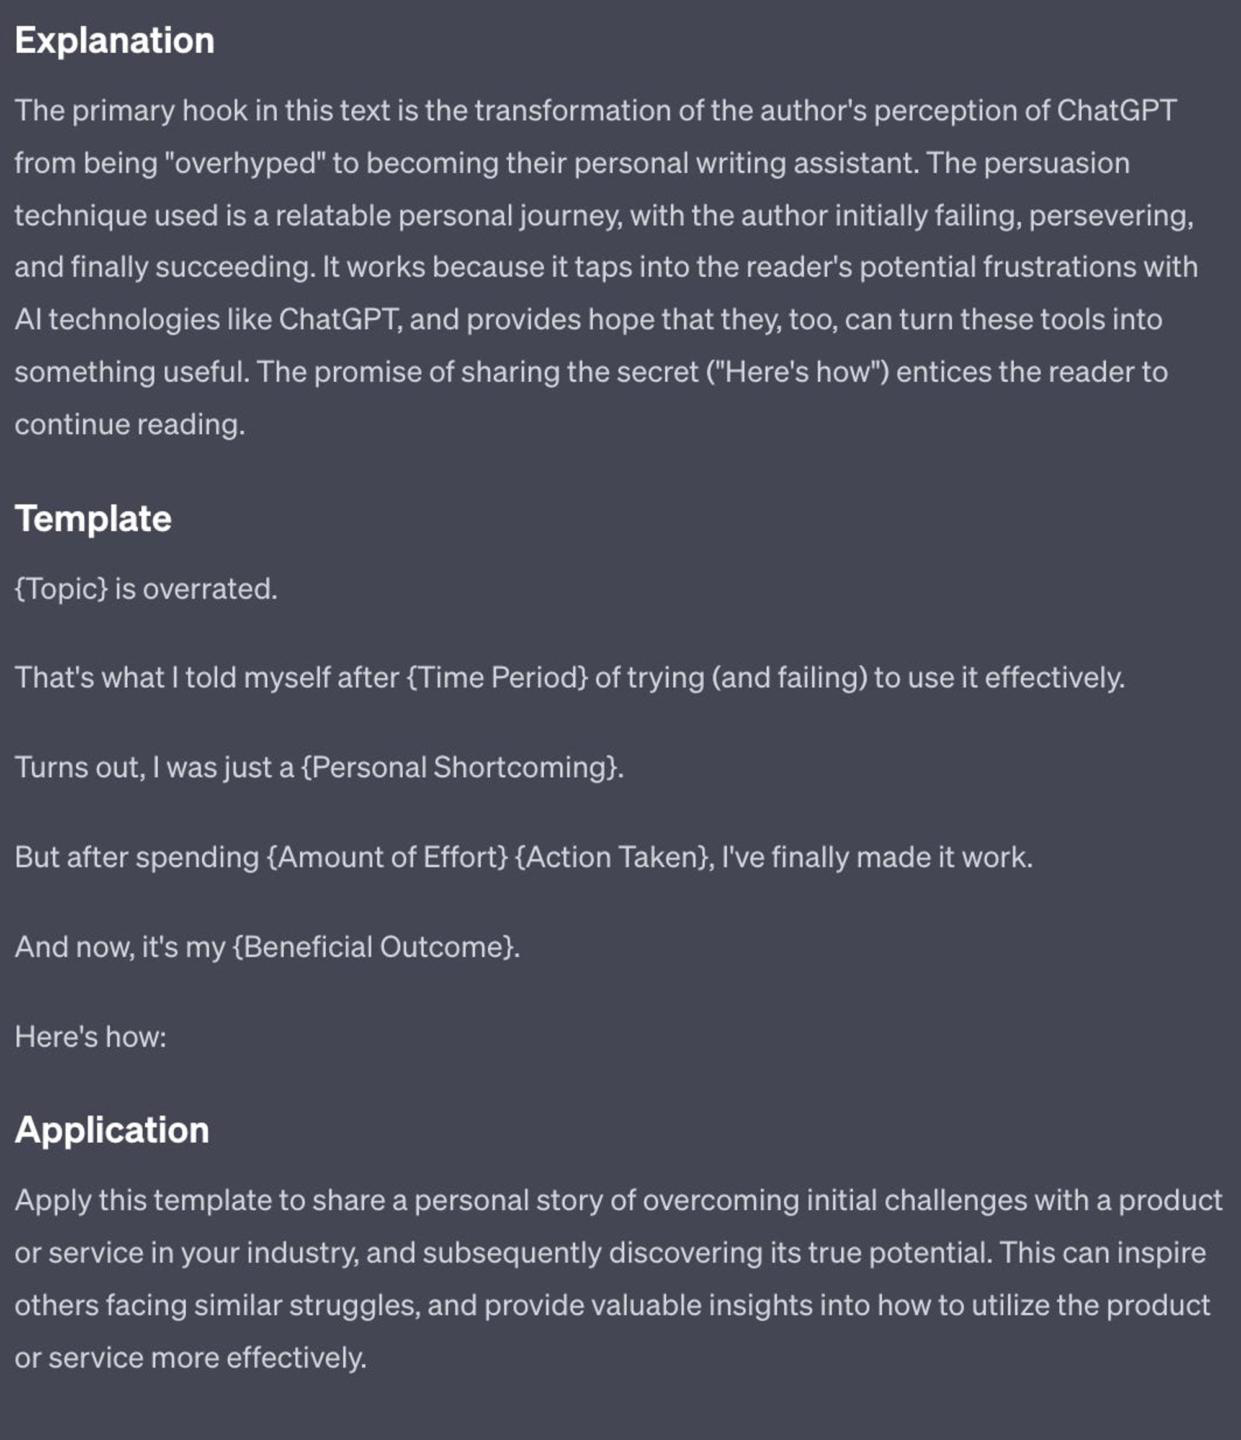 Explanation
The primary hook in this text is the transformation of the author's perception of ChatGPT
from being "overhyped" to becoming their personal writing assistant. The persuasion
technique used is a relatable personal journey, with the author initially failing, persevering,
and finally succeeding. It works because it taps into the reader's potential frustrations with
AI technologies like ChatGPT, and provides hope that they, too, can turn these tools into
something useful. The promise of sharing the secret ("Here's how") entices the reader to
continue reading.
Template
{Topic} is overrated.
That's what I told myself after {Time Period} of trying (and failing) to use it effectively.
Turns out, I was just a {Personal Shortcoming}.
But after spending {Amount of Effort} {Action Taken}, I've finally made it work.
And now, it's my {Beneficial Outcome}.
Here's how:
Application
Apply this template to share a personal story of overcoming initial challenges with a product
or service in your industry, and subsequently discovering its true potential. This can inspire
others facing similar struggles, and provide valuable insights into how to utilize the product
or service more effectively.